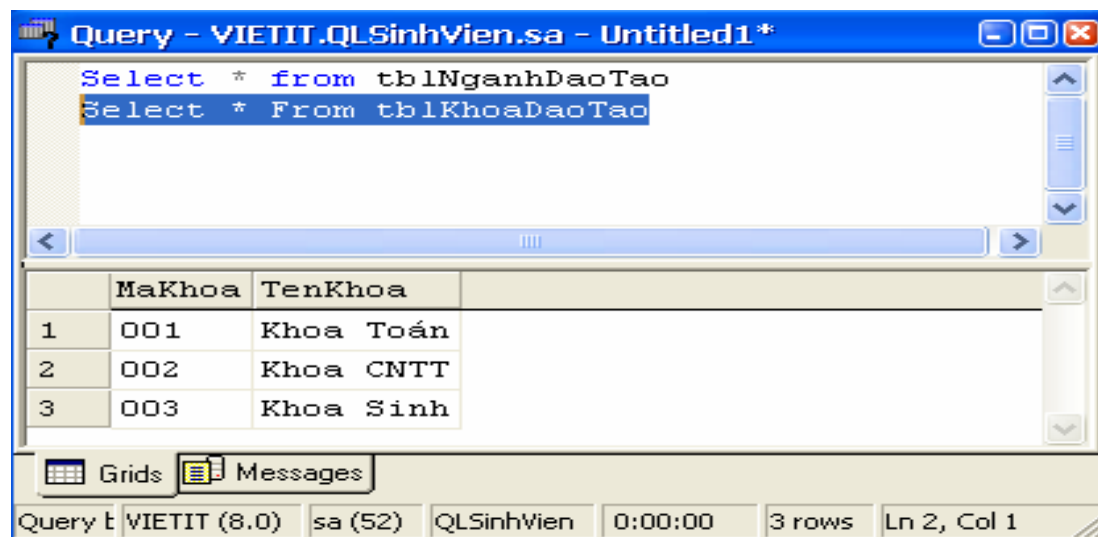 Query - VIETIT.QLSinhVien.sa - Untitled1*
Select * from tblNganhDaoTao
Select * From tblKhoaDaoTao
MaKhoa TenKhoa
1 001 Khoa Toán
2 002 Khoa CNTT
3 003 Khoa Sinh
Grids Messages
Query VIETIT (8.0) sa (52) QLSinhVien 0:00:00 3 rows Ln 2, Col 1